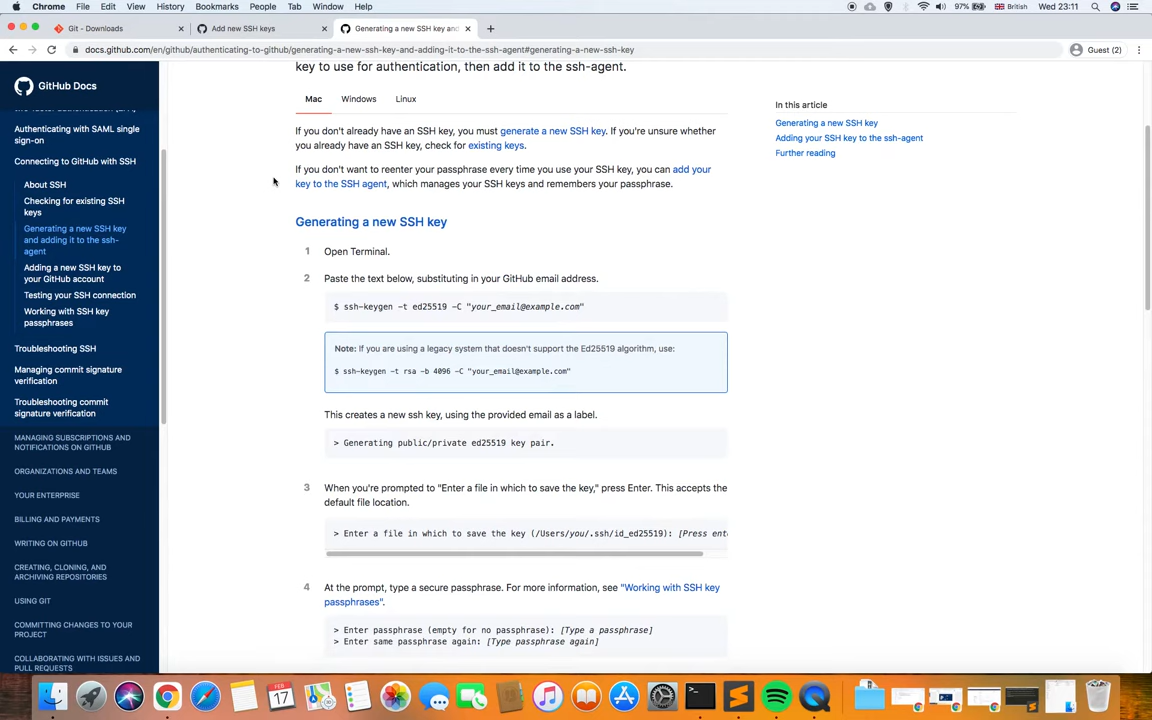 Chrome File Edit View History Bookmarks People Tab Window Help 97% British Wed 23:11
Git - Downloads Add new SSH keys Generating a new SSH key and
docs.github.com/en/github/authenticating-to-github/generating-a-new-ssh-key-and-adding-it-to-the-ssh-agent#generating-a-new-ssh-key Guest (2)
GitHub Docs
Authenticating with SAML single
sign-on
Connecting to GitHub with SSH
About SSH
Checking for existing SSH
keys
Generating a new SSH key
and adding it to the ssh-
agent
Adding a new SSH key to
your GitHub account
Testing your SSH connection
Working with SSH key
passphrases
Troubleshooting SSH
Managing commit signature
verification
Troubleshooting commit
signature verification
MANAGING SUBSCRIPTIONS AND
NOTIFICATIONS ON GITHUB
ORGANIZATIONS AND TEAMS
YOUR ENTERPRISE
BILLING AND PAYMENTS
WRITING ON GITHUB
CREATING, CLONING, AND
ARCHIVING REPOSITORIES
USING GIT
COMMITTING CHANGES TO YOUR
PROJECT
COLLABORATING WITH ISSUES AND
PULL REQUESTS
key to use for authentication, then add it to the ssh-agent.
Mac Windows Linux
If you don't already have an SSH key, you must generate a new SSH key. If you're unsure whether
you already have an SSH key, check for existing keys.
If you don't want to reenter your passphrase every time you use your SSH key, you can add your
key to the SSH agent, which manages your SSH keys and remembers your passphrase.
Generating a new SSH key
1 Open Terminal.
2 Paste the text below, substituting in your GitHub email address.
$ ssh-keygen -t ed25519 -C "your_email@example.com"
Note: If you are using a legacy system that doesn't support the Ed25519 algorithm, use:
$ ssh-keygen -t rsa -b 4096 -C "your_email@example.com"
This creates a new ssh key, using the provided email as a label.
> Generating public/private ed25519 key pair.
3 When you're prompted to "Enter a file in which to save the key," press Enter. This accepts the
default file location.
> Enter a file in which to save the key (/Users/you/.ssh/id_ed25519): [Press ent
4 At the prompt, type a secure passphrase. For more information, see "Working with SSH key
passphrases".
> Enter passphrase (empty for no passphrase): [Type a passphrase]
> Enter same passphrase again: [Type passphrase again]
In this article
Generating a new SSH key
Adding your SSH key to the ssh-agent
Further reading
FEB
17